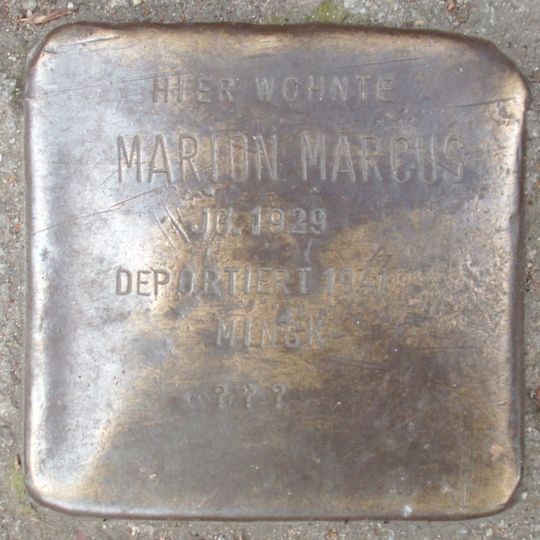 HIER WOHNTE
MARION MARCUS
JG. 1929
DEPORTIERT 1941
MINSK
? ? ?